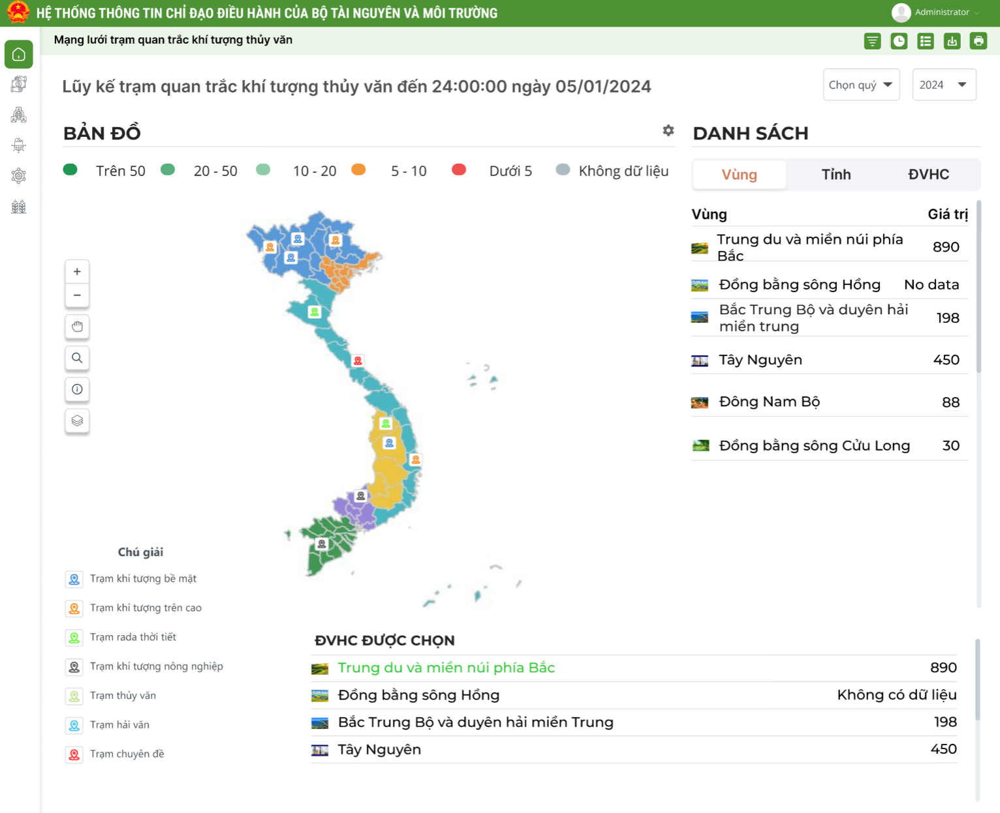 HỆ THỐNG THÔNG TIN CHỈ ĐẠO ĐIỀU HÀNH CỦA BỘ TÀI NGUYÊN VÀ MÔI TRƯỜNG
Administrator
Mạng lưới trạm quan trắc khí tượng thủy văn
Lũy kế trạm quan trắc khí tượng thủy văn đến 24:00:00 ngày 05/01/2024
Chọn quý
2024
BẢN ĐỒ
Trên 50
20 - 50
10 - 20
5 - 10
Dưới 5
Không dữ liệu
+
−
Chú giải
Trạm khí tượng bề mặt
Trạm khí tượng trên cao
Trạm rada thời tiết
Trạm khí tượng nông nghiệp
Trạm thủy văn
Trạm hải văn
Trạm chuyên đề
DANH SÁCH
Vùng
Tỉnh
ĐVHC
Vùng Giá trị
Trung du và miền núi phía
Bắc
890
Đồng bằng sông Hồng No data
Bắc Trung Bộ và duyên hải
miền trung
198
Tây Nguyên 450
Đông Nam Bộ 88
Đồng bằng sông Cửu Long 30
ĐVHC ĐƯỢC CHỌN
Trung du và miền núi phía Bắc 890
Đồng bằng sông Hồng Không có dữ liệu
Bắc Trung Bộ và duyên hải miền Trung 198
Tây Nguyên 450